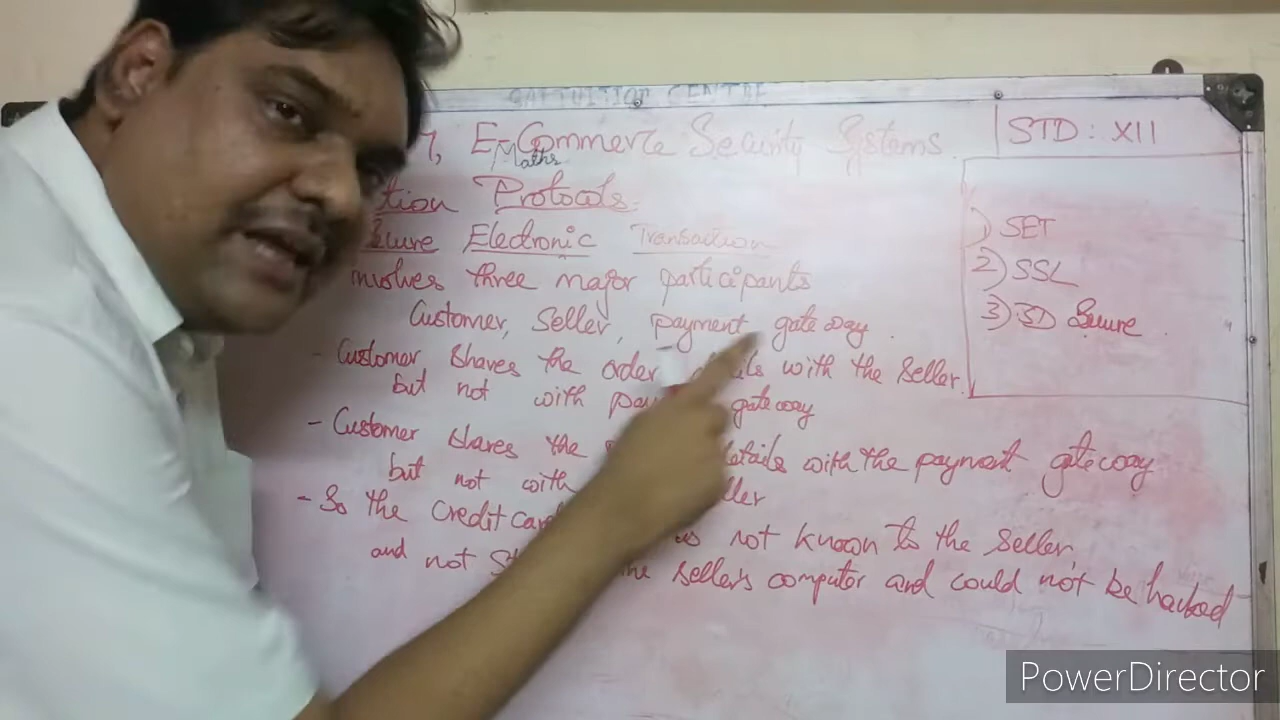 TUITION CENTRE
7, E-Commerce Security Systems
Maths
STD : XII
tion Protocols:
Secure Electronic Transaction
involves three major participants
Customer, Seller, payment gateway
- Customer shares the order details with the seller
but not with gateway
- Customer shares the details with the payment gateway
but not with
- So the Credit card is not known to the seller
and not the seller's computer and could not be hacked
1) SET
2) SSL
3) 3D Secure
PowerDirector